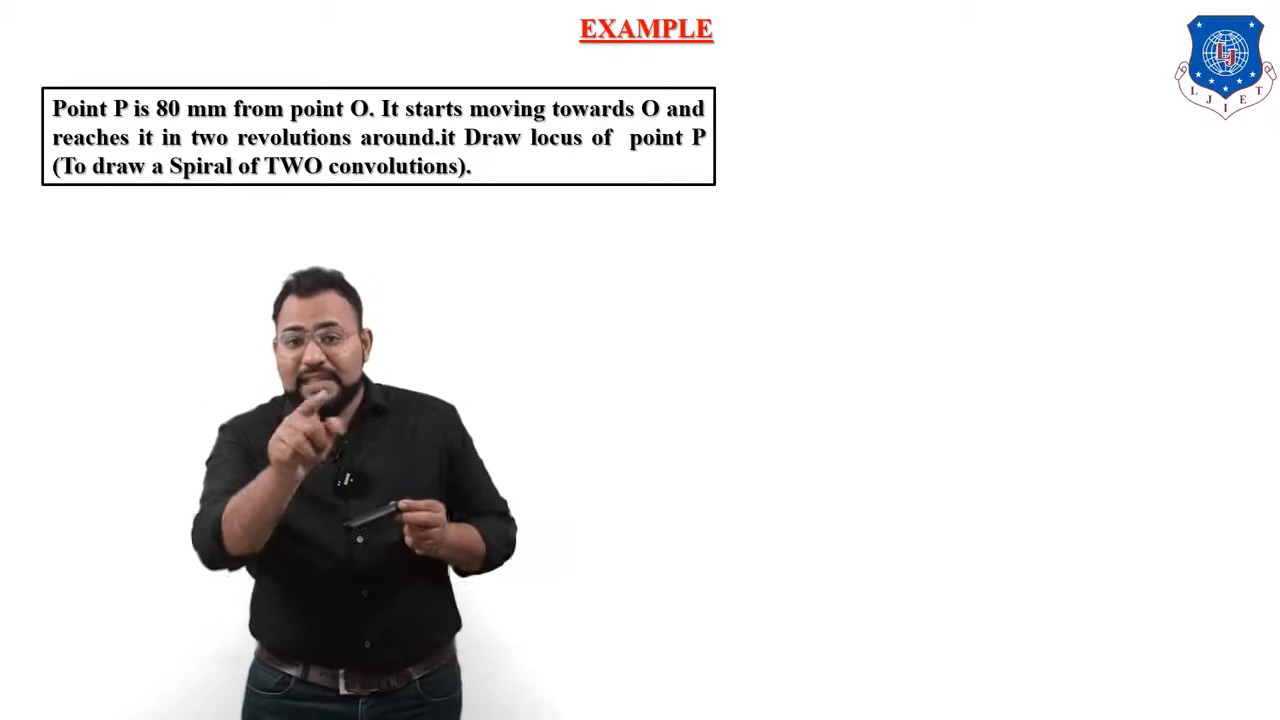 EXAMPLE
Point P is 80 mm from point O. It starts moving towards O and
reaches it in two revolutions around.it Draw locus of point P
(To draw a Spiral of TWO convolutions).
LJ
L J I E T